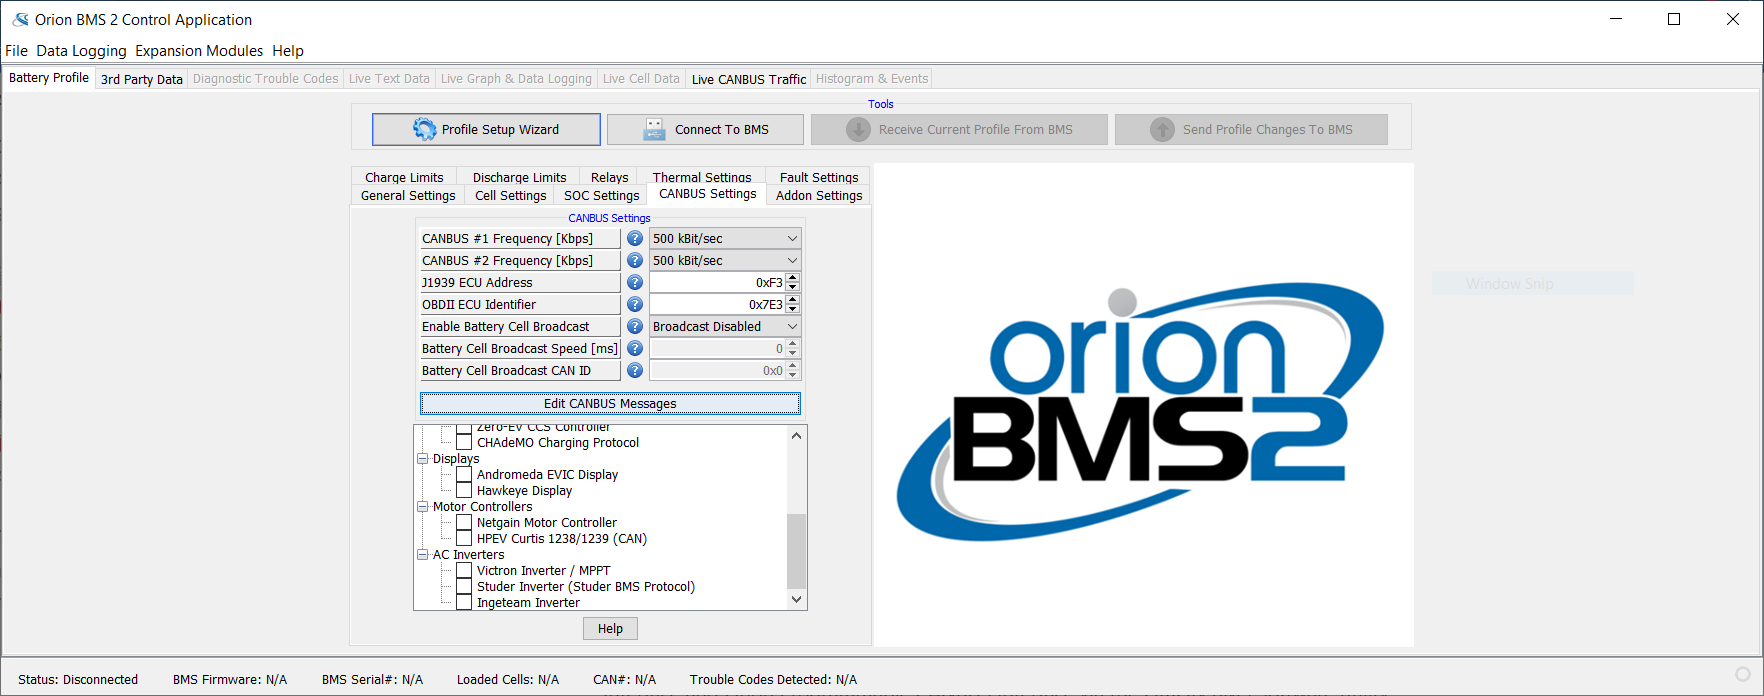 Orion BMS 2 Control Application
File Data Logging Expansion Modules Help
Battery Profile 3rd Party Data Diagnostic Trouble Codes Live Text Data Live Graph & Data Logging Live Cell Data Live CANBUS Traffic Histogram & Events
Tools
Profile Setup Wizard Connect To BMS Receive Current Profile From BMS Send Profile Changes To BMS
Charge Limits Discharge Limits Relays Thermal Settings Fault Settings
General Settings Cell Settings SOC Settings CANBUS Settings Addon Settings
CANBUS Settings
CANBUS #1 Frequency [Kbps] ? 500 kBit/sec
CANBUS #2 Frequency [Kbps] ? 500 kBit/sec
J1939 ECU Address ? 0xF3
OBDII ECU Identifier ? 0x7E3
Enable Battery Cell Broadcast ? Broadcast Disabled
Battery Cell Broadcast Speed [ms] ? 0
Battery Cell Broadcast CAN ID ? 0x0
Edit CANBUS Messages
Zero-EV CCS Controller
CHAdeMO Charging Protocol
Displays
Andromeda EVIC Display
Hawkeye Display
Motor Controllers
Netgain Motor Controller
HPEV Curtis 1238/1239 (CAN)
AC Inverters
Victron Inverter / MPPT
Studer Inverter (Studer BMS Protocol)
Ingeteam Inverter
Help
orion
BMS2
Window Snip
Status: Disconnected BMS Firmware: N/A BMS Serial#: N/A Loaded Cells: N/A CAN#: N/A Trouble Codes Detected: N/A